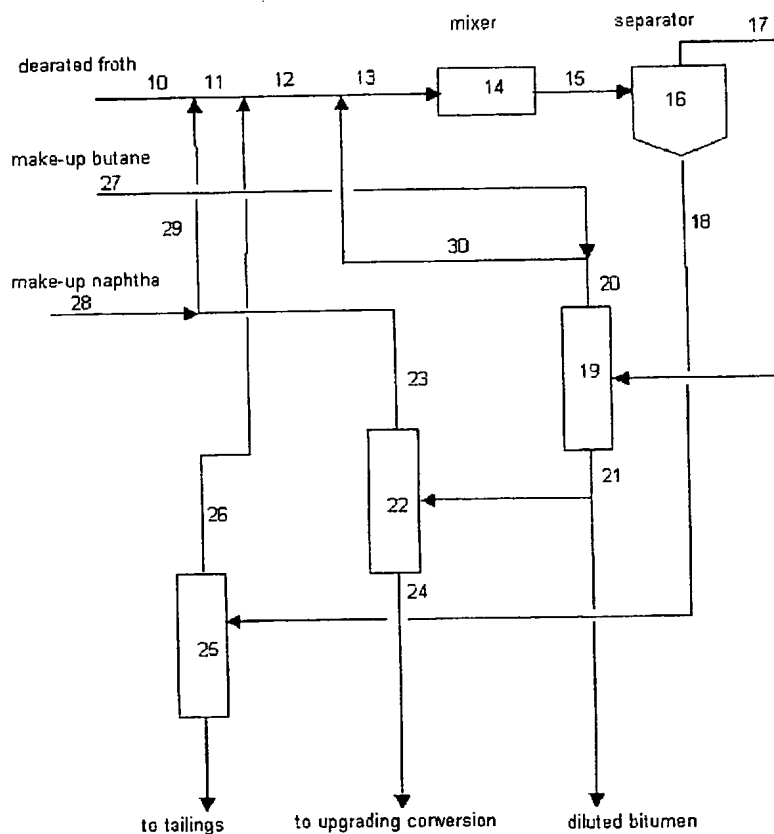 mixer
separator
17
dearated froth
10
11
12
13
14
15
16
make-up butane
27
29
30
18
make-up naphtha
28
20
23
19
21
26
22
24
25
to tailings
to upgrading conversion
diluted bitumen